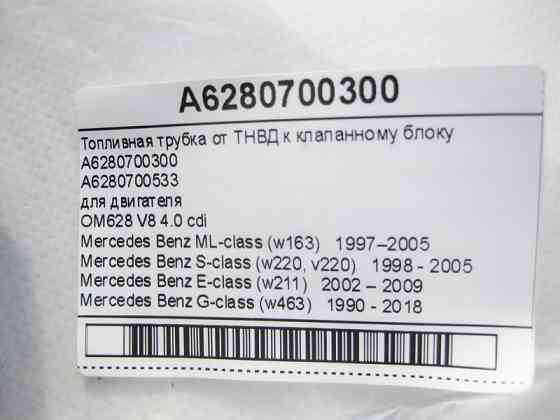 A6280700300
Топливная трубка от ТНВД к клапанному блоку
A6280700300
A6280700533
для двигателя
OM628 V8 4.0 cdi
Mercedes Benz ML-class (w163) 1997–2005
Mercedes Benz S-class (w220, v220) 1998 - 2005
Mercedes Benz E-class (w211) 2002 – 2009
Mercedes Benz G-class (w463) 1990 - 2018